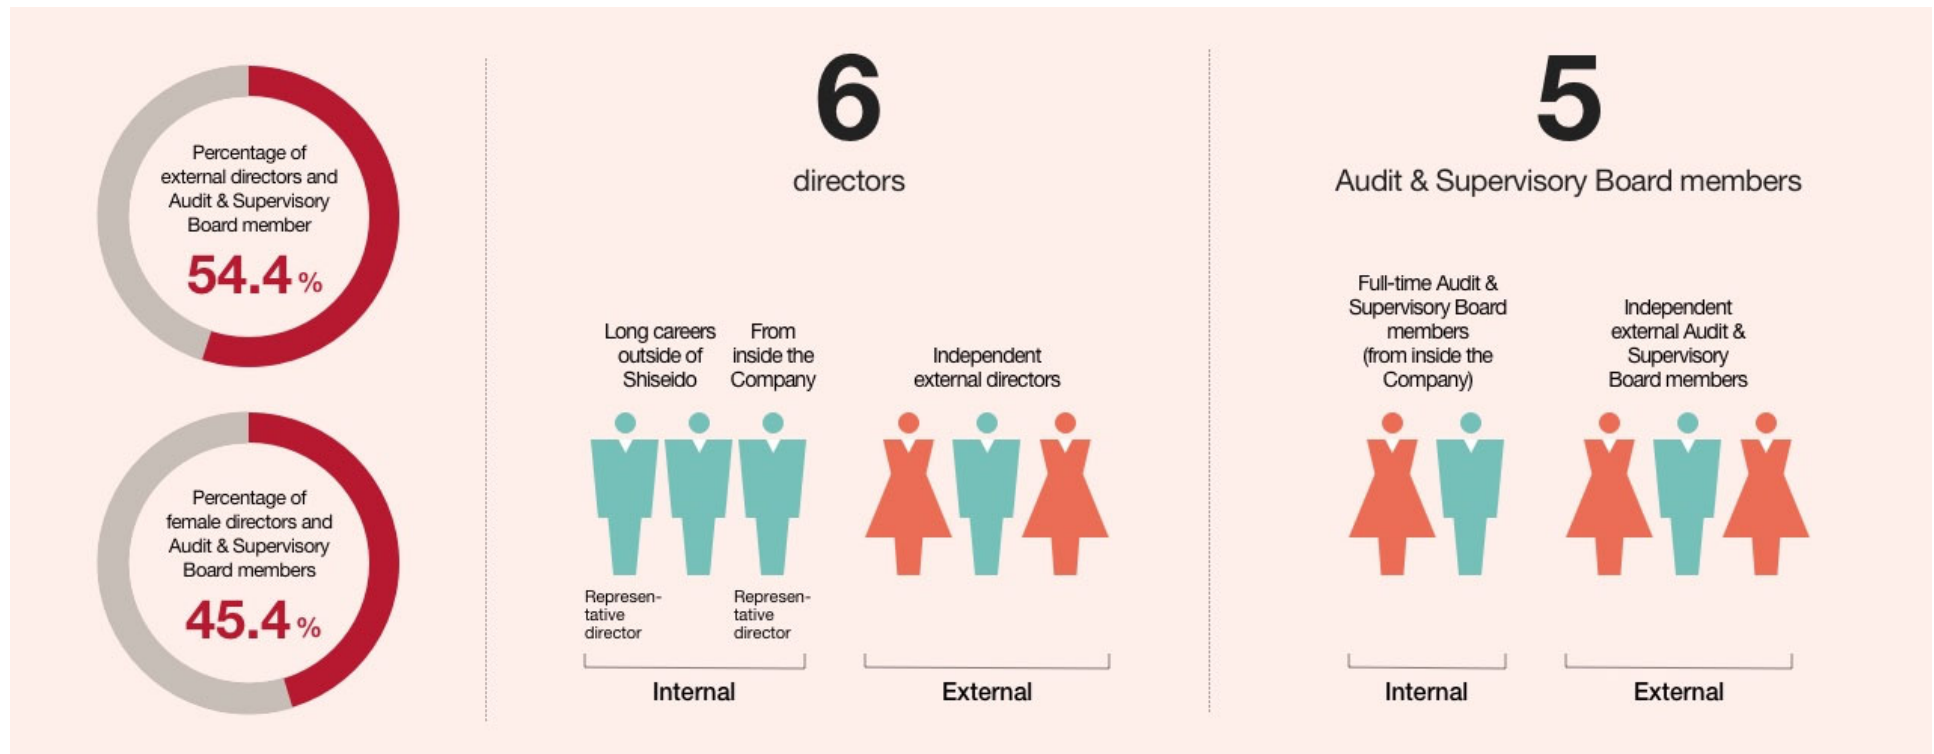 Percentage of
external directors and
Audit & Supervisory
Board member
54.4 %
Percentage of
female directors and
Audit & Supervisory
Board members
45.4 %
6
directors
Long careers
outside of
Shiseido
From
inside the
Company
Independent
external directors
Represen-
tative
director
Represen-
tative
director
Internal
External
5
Audit & Supervisory Board members
Full-time Audit &
Supervisory Board
members
(from inside the
Company)
Independent
external Audit &
Supervisory
Board members
Internal
External